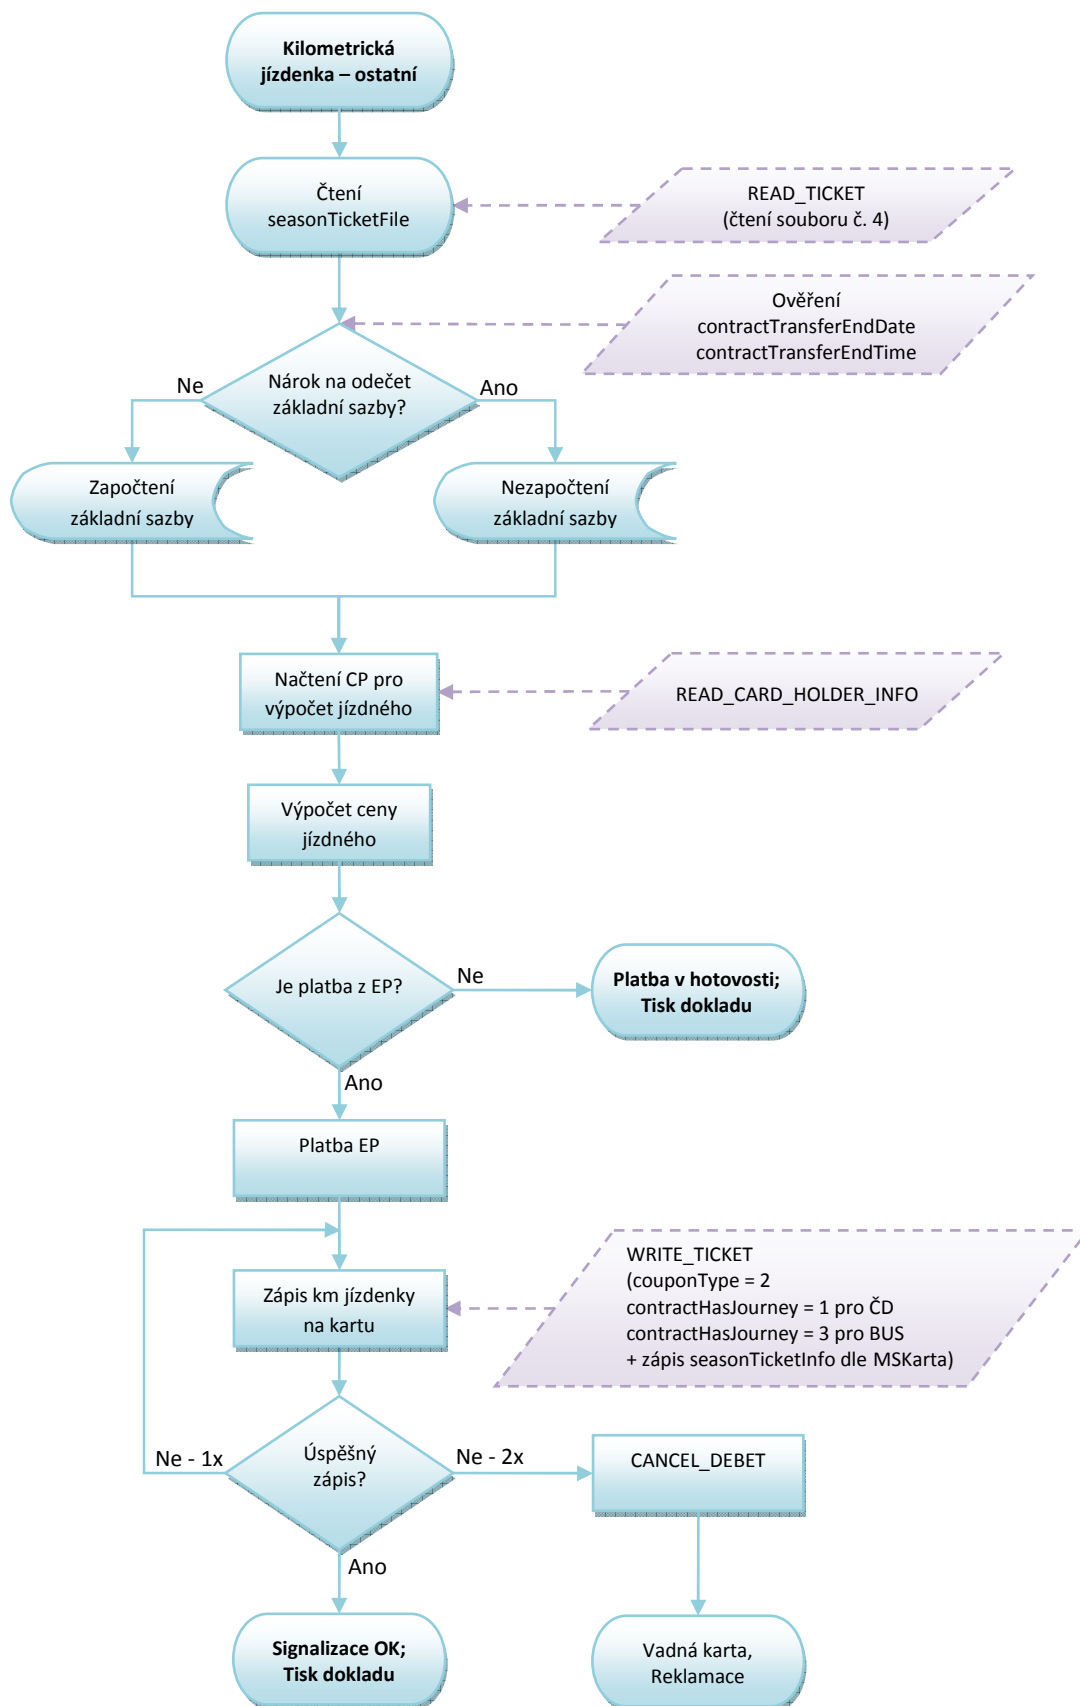 Kilometrická
jízdenka – ostatní
Čtení
seasonTicketFile
READ_TICKET
(čtení souboru č. 4)
Ověření
contractTransferEndDate
contractTransferEndTime
Nárok na odečet
základní sazby?
Ne
Ano
Započtení
základní sazby
Nezapočtení
základní sazby
Načtení CP pro
výpočet jízdného
READ_CARD_HOLDER_INFO
Výpočet ceny
jízdného
Je platba z EP?
Ne
Platba v hotovosti;
Tisk dokladu
Ano
Platba EP
Zápis km jízdenky
na kartu
WRITE_TICKET
(couponType = 2
contractHasJourney = 1 pro ČD
contractHasJourney = 3 pro BUS
+ zápis seasonTicketInfo dle MSKarta)
Ne - 1x
Úspěšný
zápis?
Ne - 2x
CANCEL_DEBET
Ano
Signalizace OK;
Tisk dokladu
Vadná karta,
Reklamace